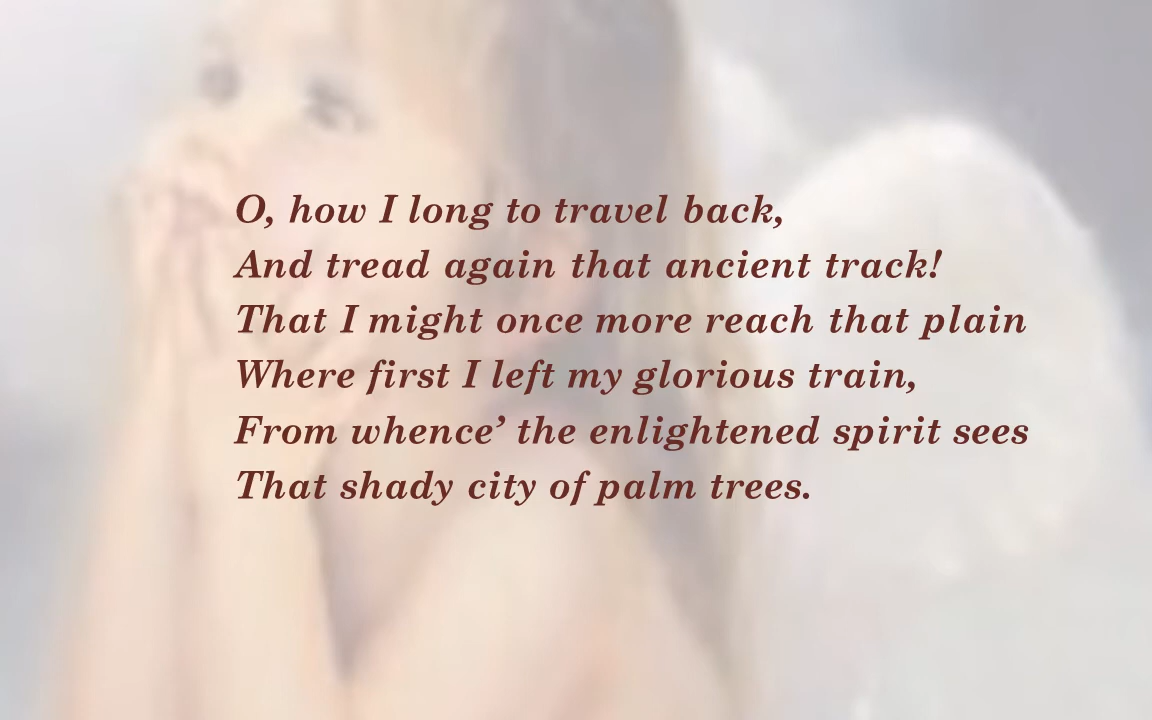 O, how I long to travel back,
And tread again that ancient track!
That I might once more reach that plain
Where first I left my glorious train,
From whence’ the enlightened spirit sees
That shady city of palm trees.